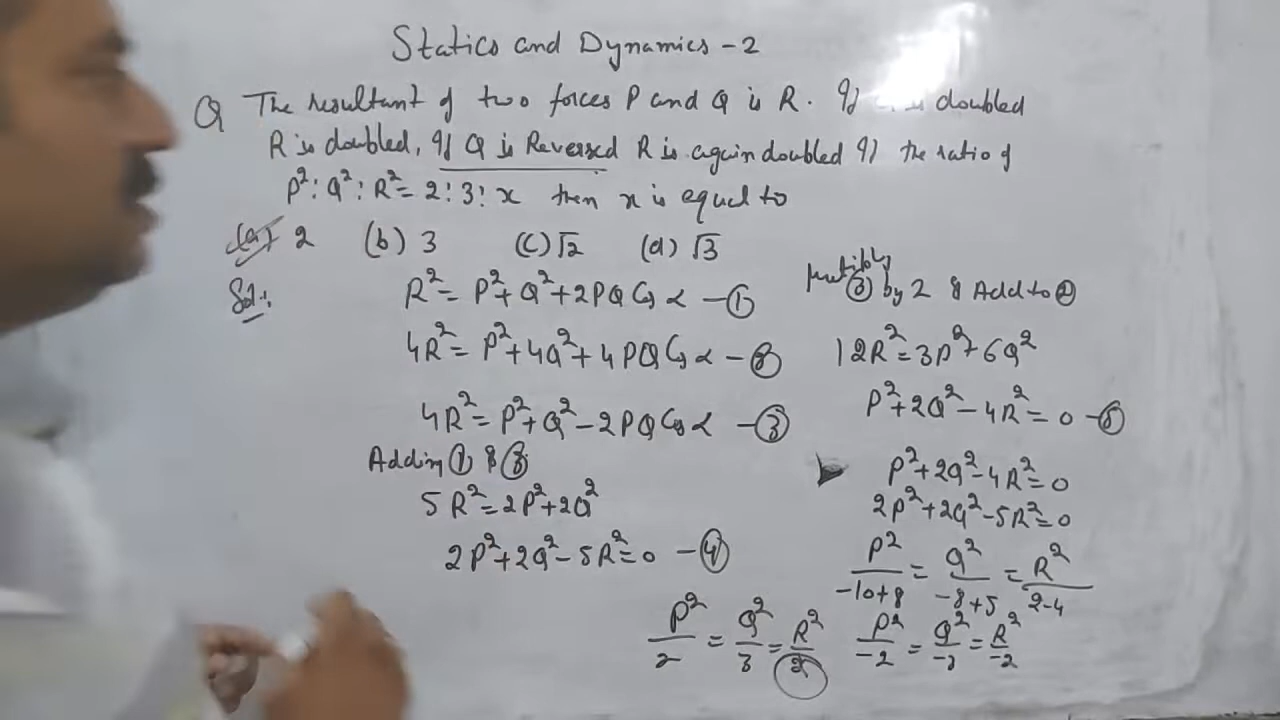 Statics and Dynamics - 2
Q The resultant of two forces P and Q is R. If is doubled
R is doubled, If Q is Reversed R is again doubled If the ratio of
P²: Q²: R² = 2: 3: x then x is equal to
(a) 2 (b) 3 (c) √2 (d) √3
Sol:.
R² = P² + Q² + 2PQ Cos α - ①
4R² = P² + 4Q² + 4PQ Cos α - ②
4R² = P² + Q² - 2PQ Cos α - ③
Adding ① & ③
5R² = 2P² + 2Q²
2P² + 2Q² - 5R² = 0 - ④
P²/2 = Q²/3 = R²/2
Multiply
③ by 2 & Add to ②
12R² = 3P² + 6Q²
P² + 2Q² - 4R² = 0 - ⑤
P² + 2Q² - 4R² = 0
2P² + 2Q² - 5R² = 0
P²/-10+8 = Q²/-8+5 = R²/2-4
P²/-2 = Q²/-3 = R²/-2